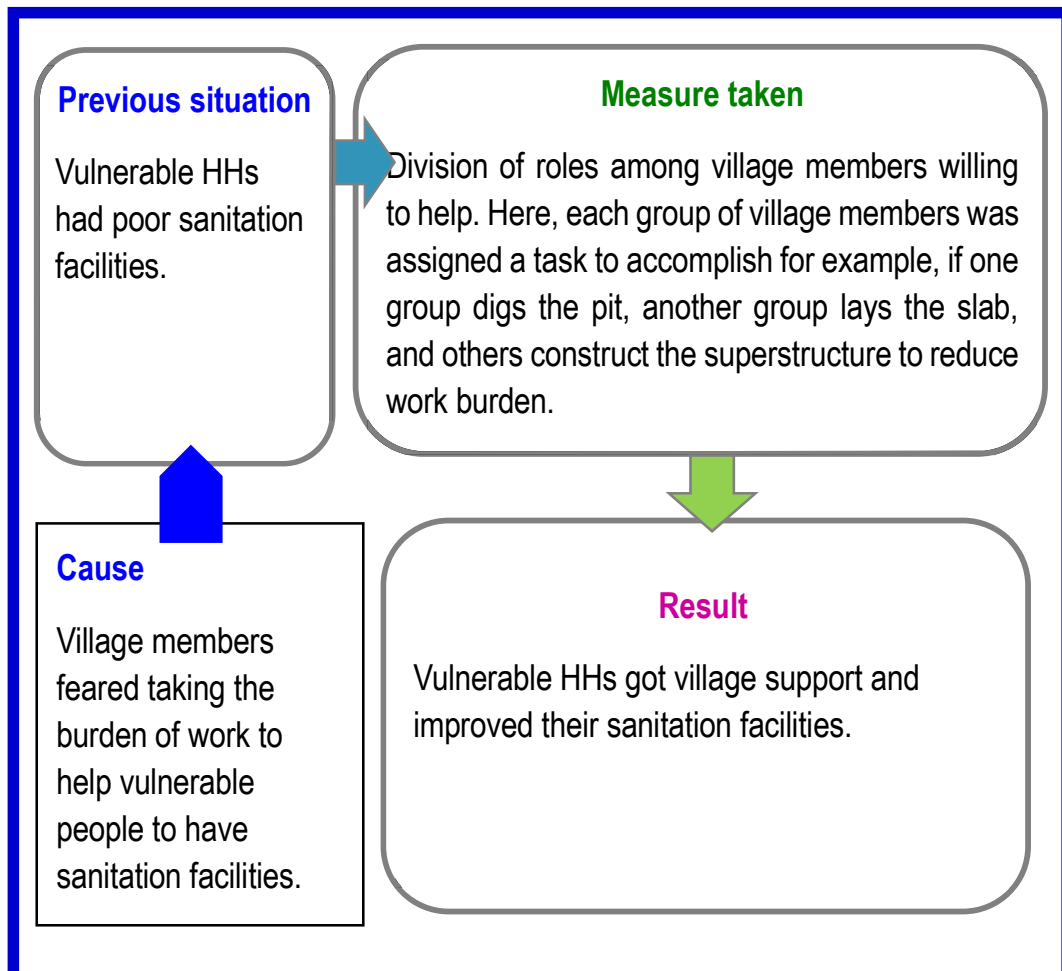 Previous situation
Vulnerable HHs
had poor sanitation
facilities.
Measure taken
Division of roles among village members willing
to help. Here, each group of village members was
assigned a task to accomplish for example, if one
group digs the pit, another group lays the slab,
and others construct the superstructure to reduce
work burden.
Cause
Village members
feared taking the
burden of work to
help vulnerable
people to have
sanitation facilities.
Result
Vulnerable HHs got village support and
improved their sanitation facilities.